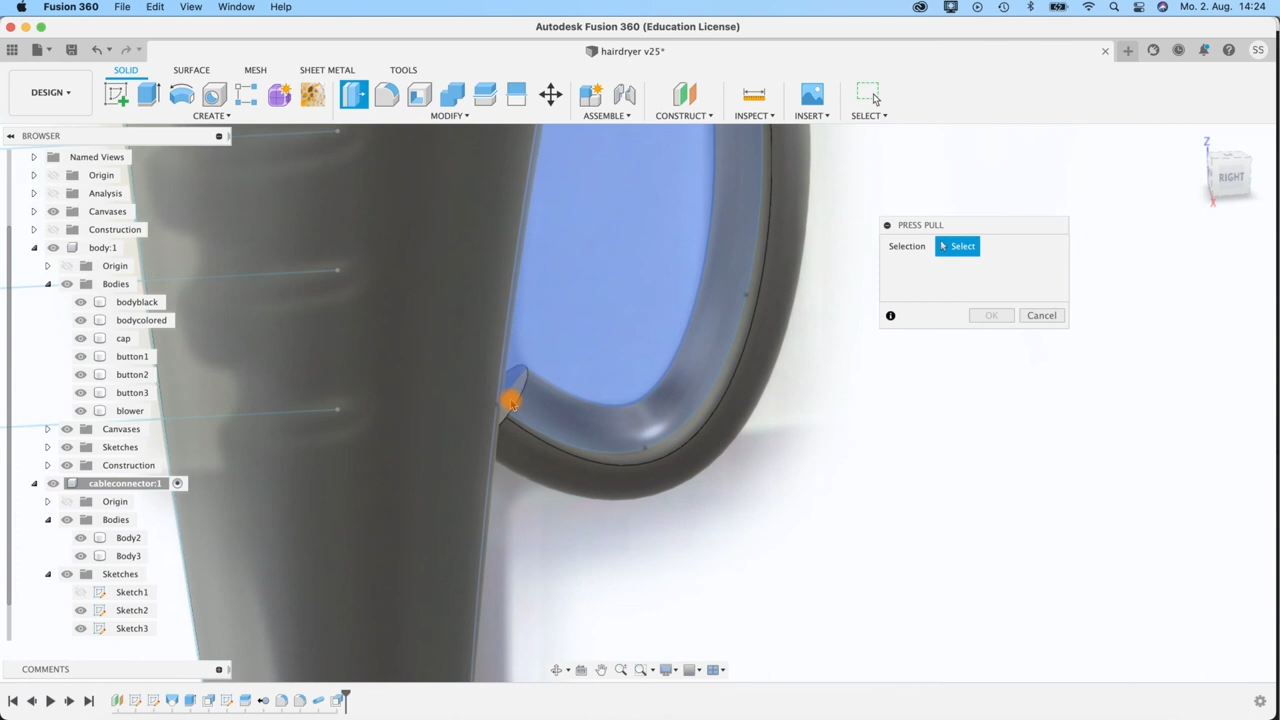 Fusion 360 File Edit View Window Help Mo. 2. Aug. 14:24
Autodesk Fusion 360 (Education License)
hairdryer v25* SS
SOLID SURFACE MESH SHEET METAL TOOLS
DESIGN
CREATE MODIFY ASSEMBLE CONSTRUCT INSPECT INSERT SELECT
BROWSER
Named Views
Origin
Analysis
Canvases
Construction
body:1
Origin
Bodies
bodyblack
bodycolored
cap
button1
button2
button3
blower
Canvases
Sketches
Construction
cableconnector:1
Origin
Bodies
Body2
Body3
Sketches
Sketch1
Sketch2
Sketch3
COMMENTS
Z
RIGHT
X
PRESS PULL
Selection Select
OK Cancel